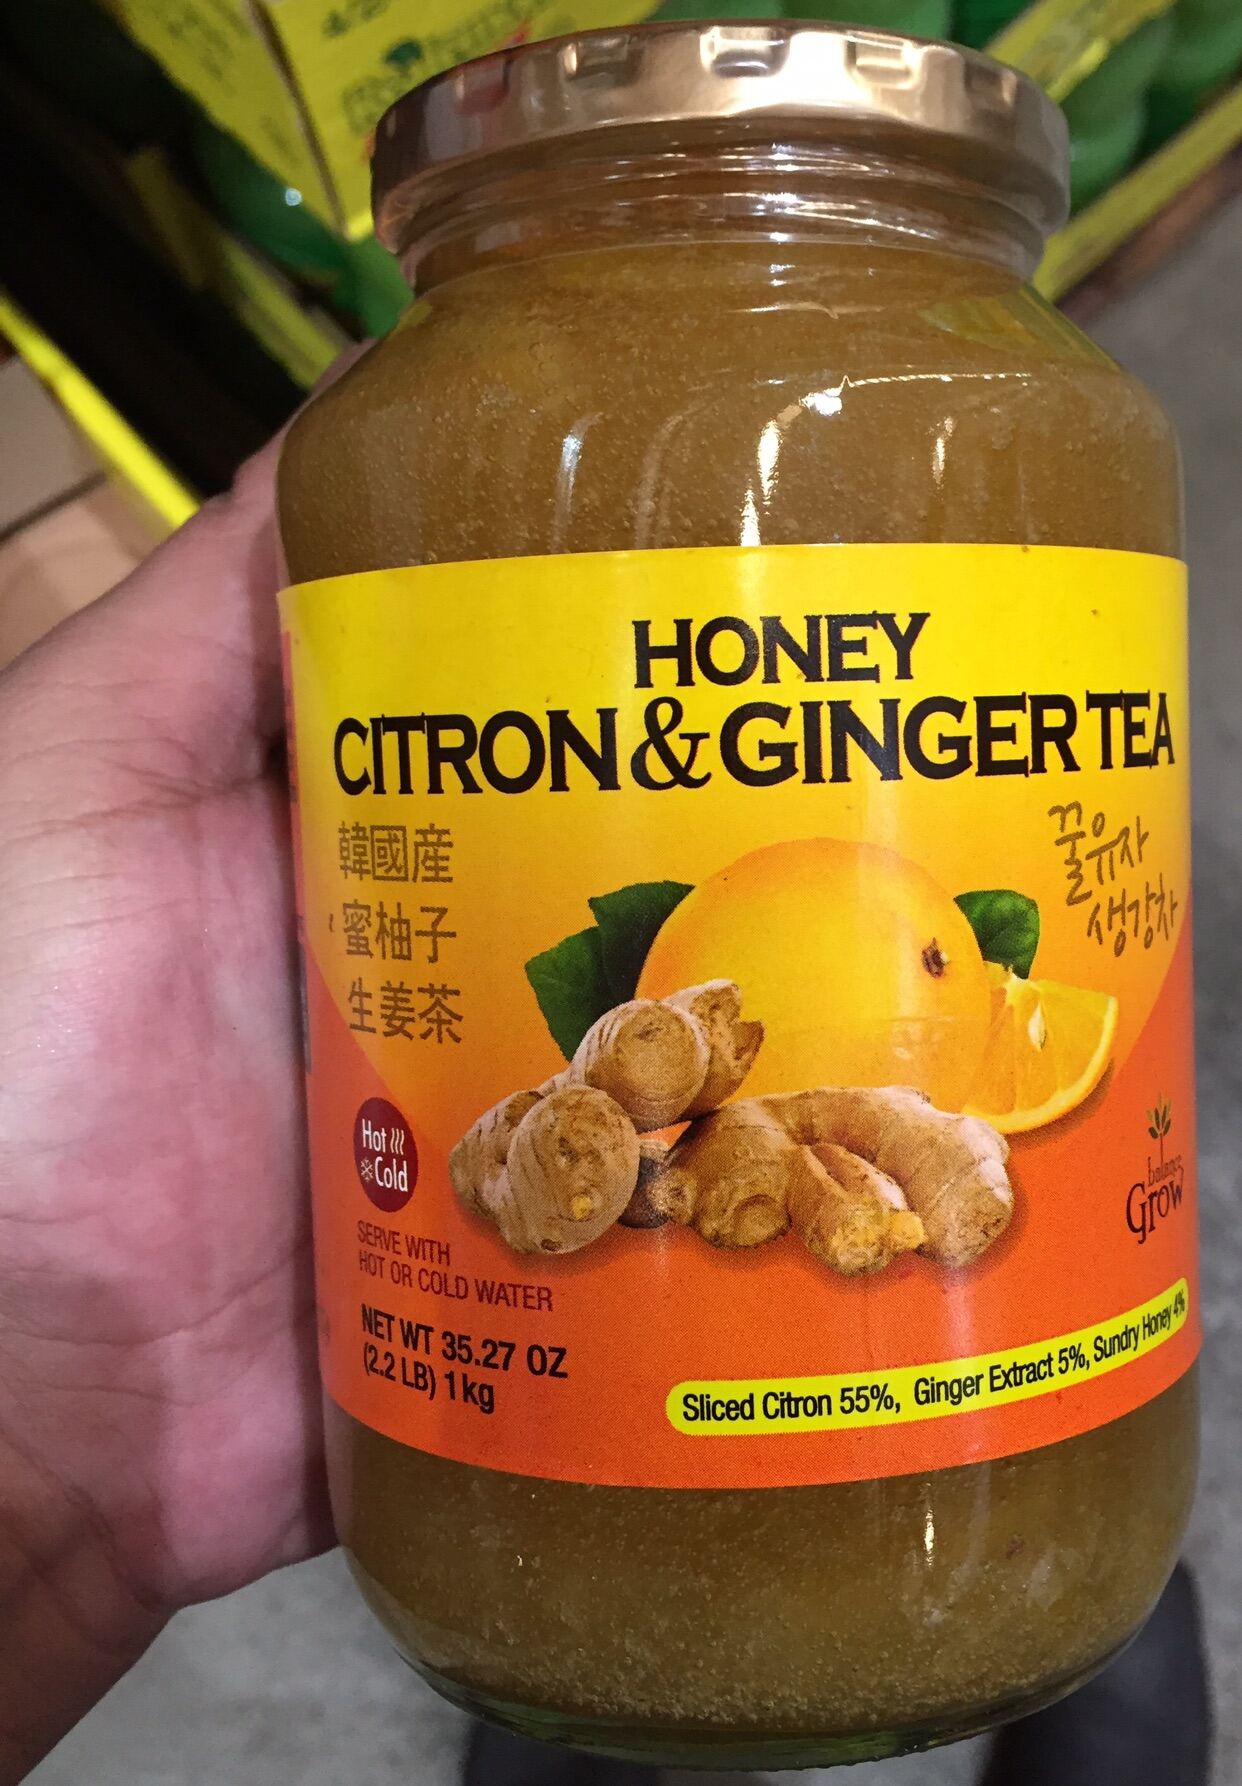 HONEY
CITRON & GINGER TEA
韓國産
蜜柚子
生姜茶
꿀유자
생강차
Hot
Cold
SERVE WITH
HOT OR COLD WATER
NET WT 35.27 OZ
(2.2 LB) 1kg
balance
Grow
Sliced Citron 55%, Ginger Extract 5%, Sundry Honey 4%